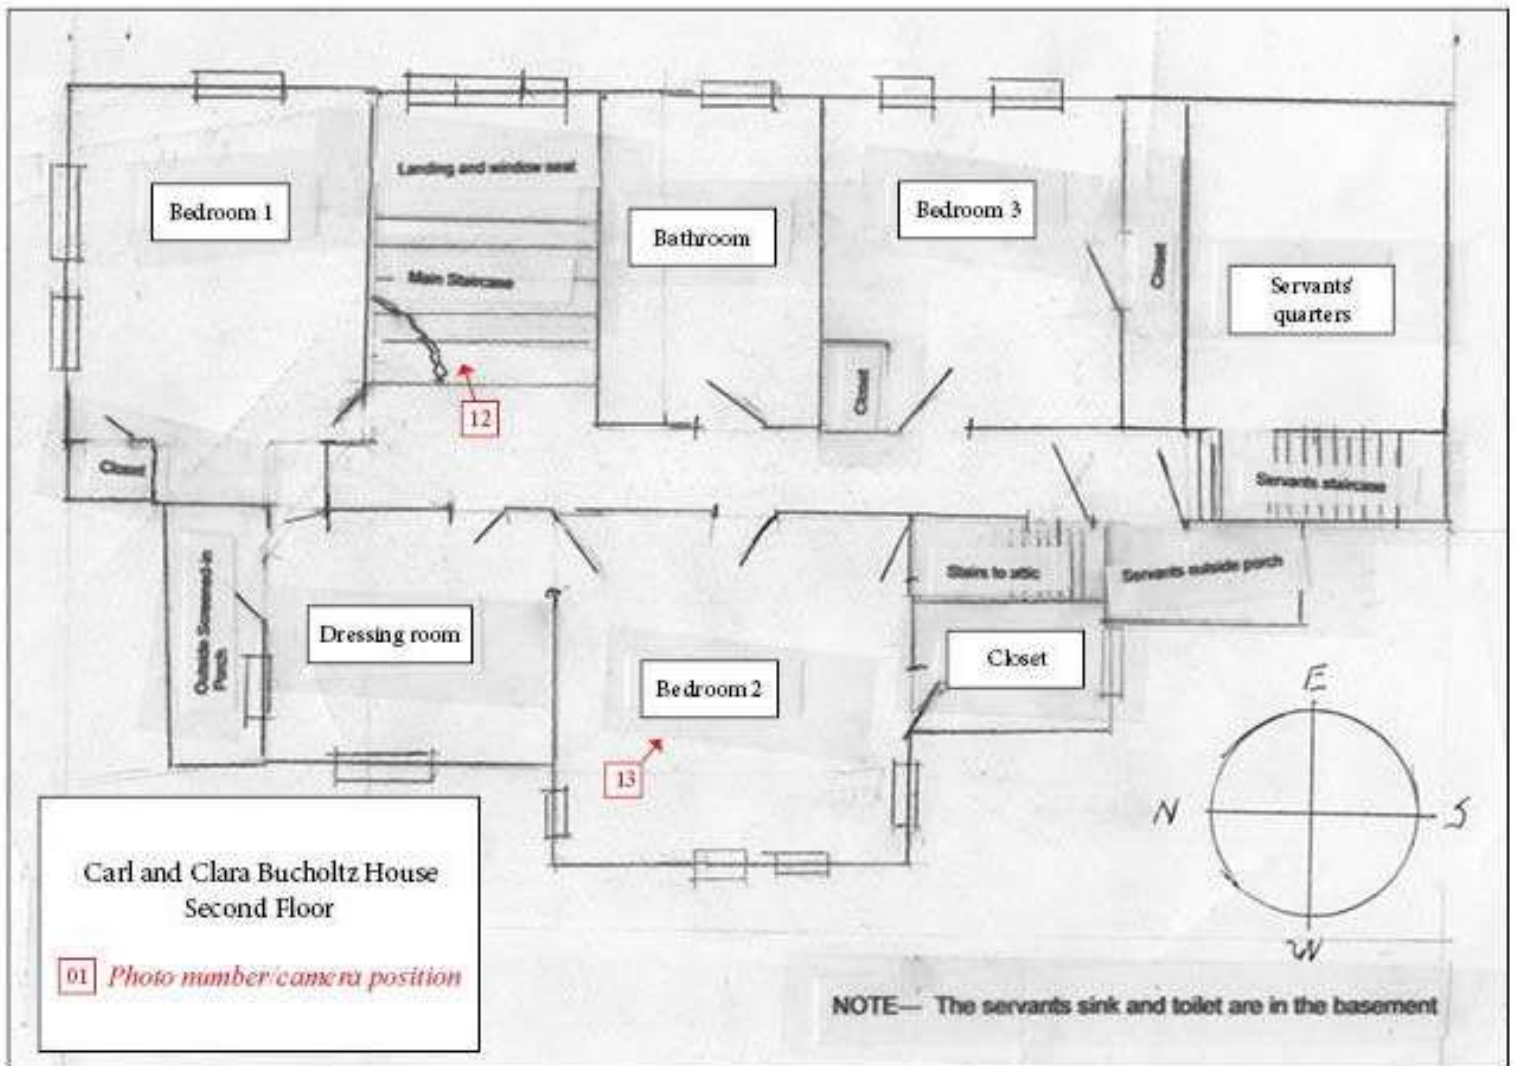 Landing and window seat
Bedroom 1
Bedroom 3
Bathroom
Closet
Main Staircase
Servants'
quarters
Closet
12
Closet
Servants staircase
Outside Screened-in
Porch
Stairs to attic
Servants outside porch
Dressing room
Closet
Bedroom 2
E
13
N
S
W
Carl and Clara Bucholtz House
Second Floor
01 Photo number/camera position
NOTE— The servants sink and toilet are in the basement